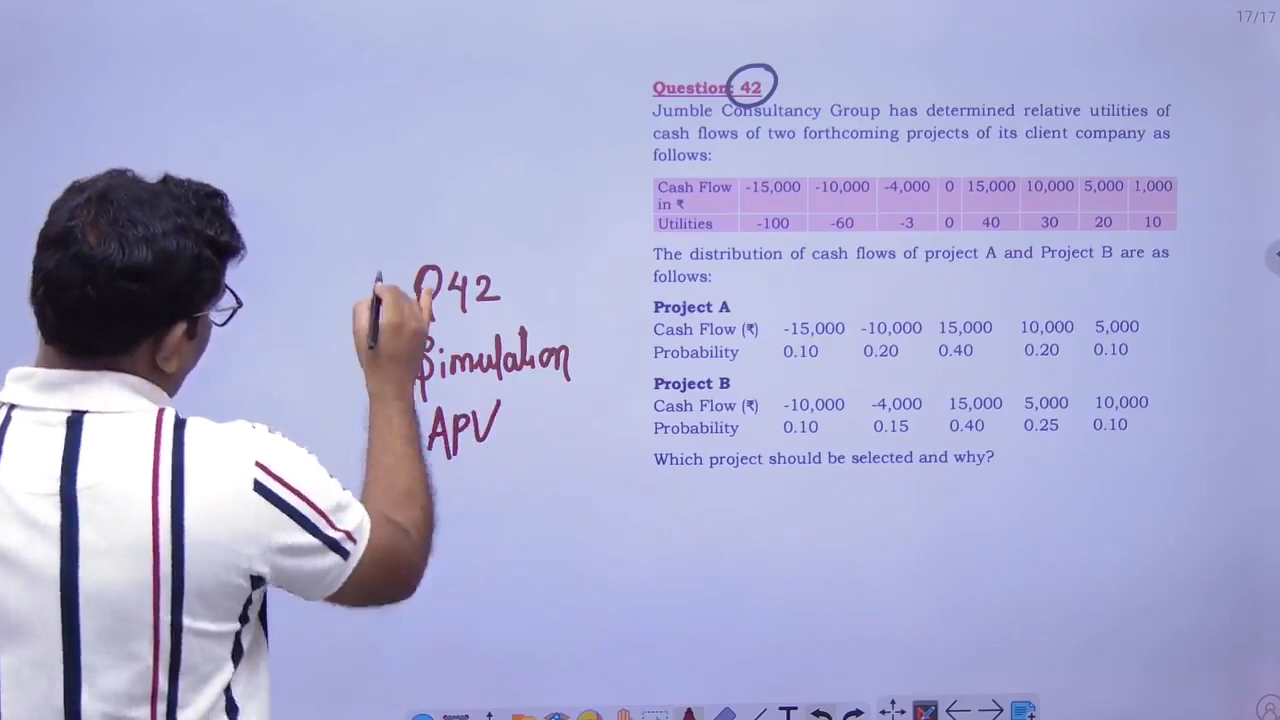 17/17
Question: 42
Jumble Consultancy Group has determined relative utilities of
cash flows of two forthcoming projects of its client company as
follows:
Cash Flow in ₹ -15,000 -10,000 -4,000 0 15,000 10,000 5,000 1,000
Utilities -100 -60 -3 0 40 30 20 10
The distribution of cash flows of project A and Project B are as
follows:
Project A
Cash Flow (₹) -15,000 -10,000 15,000 10,000 5,000
Probability 0.10 0.20 0.40 0.20 0.10
Project B
Cash Flow (₹) -10,000 -4,000 15,000 5,000 10,000
Probability 0.10 0.15 0.40 0.25 0.10
Which project should be selected and why?
Q42
Simulation
APV